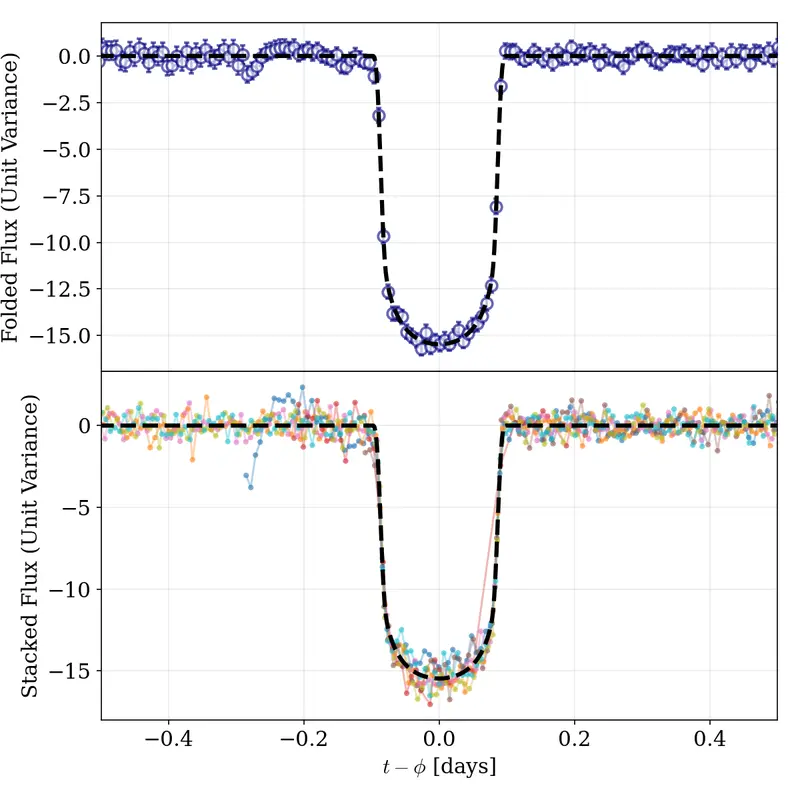 Folded Flux (Unit Variance)
0.0
−2.5
−5.0
−7.5
−10.0
−12.5
−15.0
Stacked Flux (Unit Variance)
0
−5
−10
−15
−0.4 −0.2 0.0 0.2 0.4
t − ϕ [days]